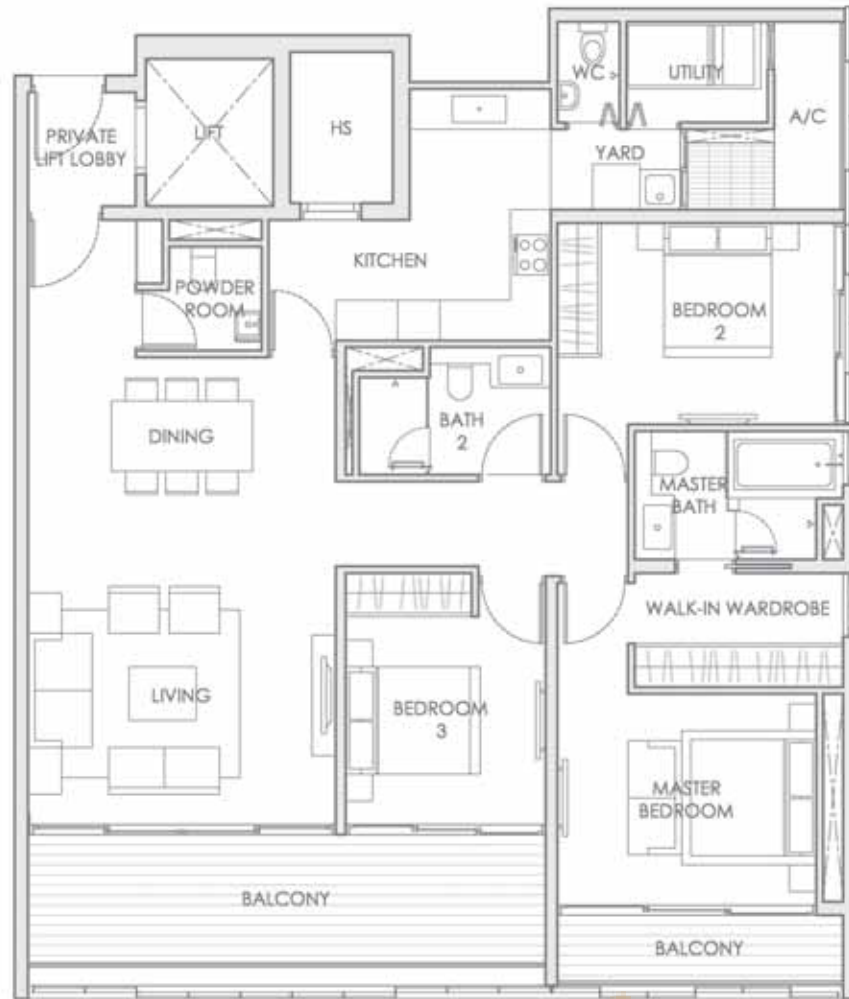 WC
UTILITY
A/C
PRIVATE
LIFT LOBBY
LIFT
HS
YARD
KITCHEN
POWDER
ROOM
BEDROOM
2
DINING
BATH
2
MASTER
BATH
WALK-IN WARDROBE
LIVING
BEDROOM
3
MASTER
BEDROOM
BALCONY
BALCONY